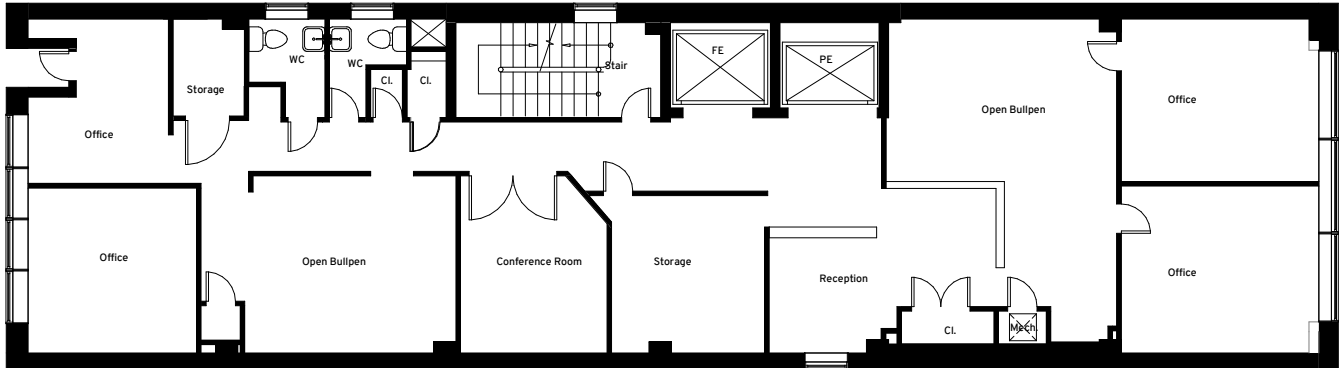 WC
WC
Stair
FE
PE
Cl.
Cl.
Storage
Open Bullpen
Office
Office
Office
Open Bullpen
Conference Room
Storage
Reception
Office
Cl.
Mech.